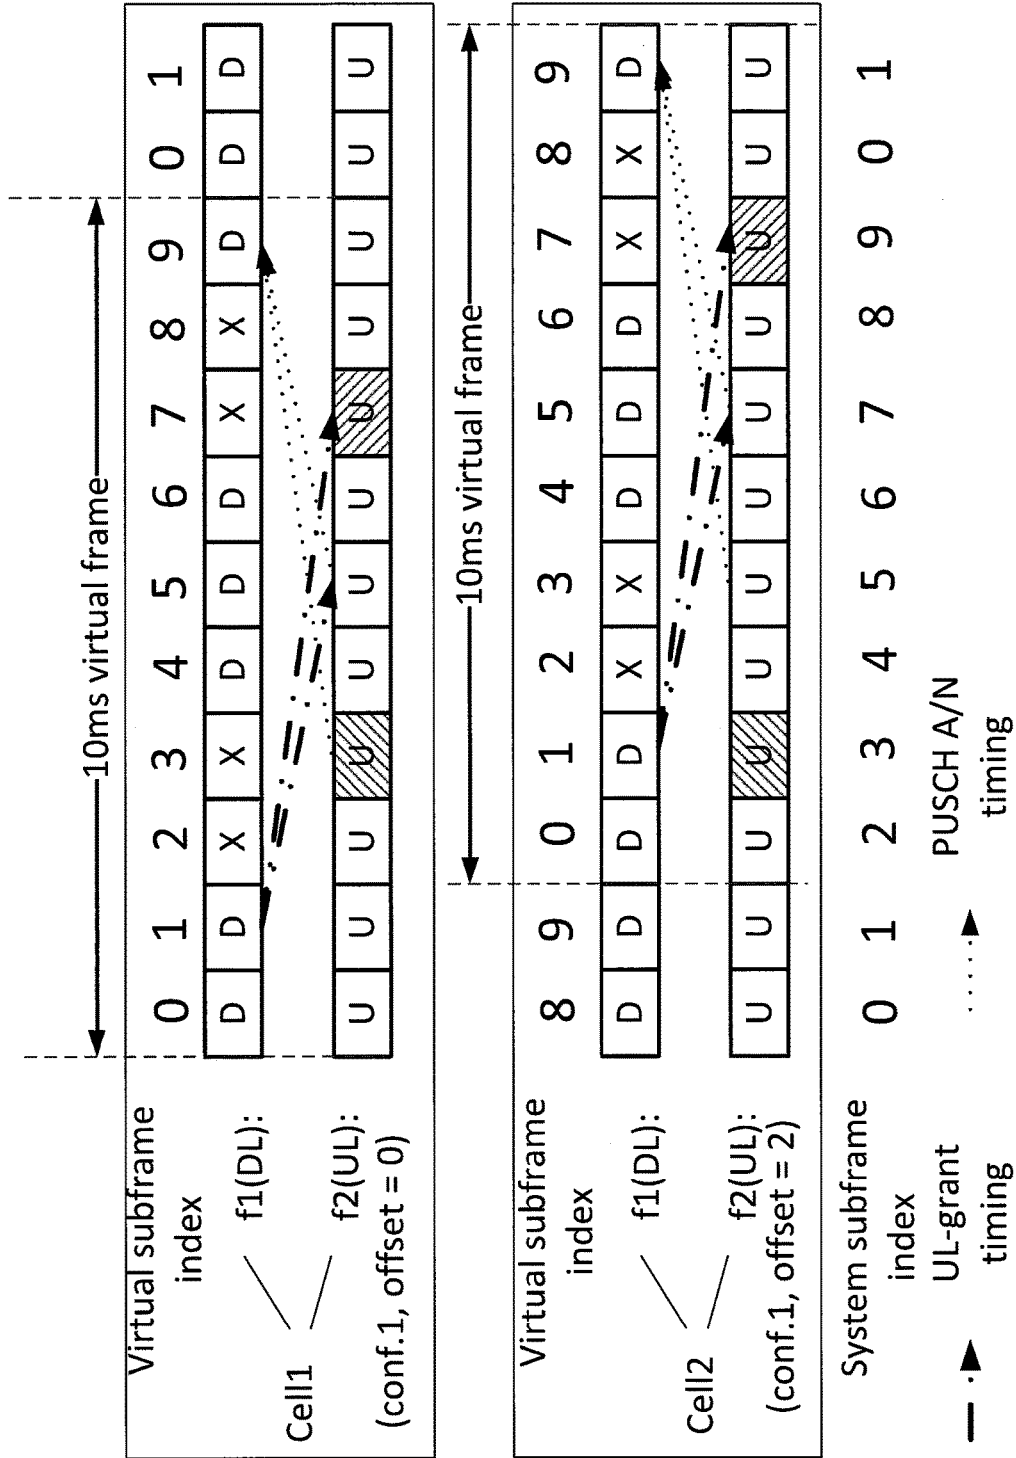 10ms virtual frame
Virtual subframe index 0 1 2 3 4 5 6 7 8 9 0 1
f1(DL): D D X X D D D X X D D D
Cell1
f2(UL): U U U U U U U U U U U U
(conf.1, offset = 0)
10ms virtual frame
Virtual subframe index 8 9 0 1 2 3 4 5 6 7 8 9
f1(DL): D D D D X X D D D X X D
Cell2
f2(UL): U U U U U U U U U U U U
(conf.1, offset = 2)
System subframe index 0 1 2 3 4 5 6 7 8 9 0 1
UL-grant timing
PUSCH A/N timing